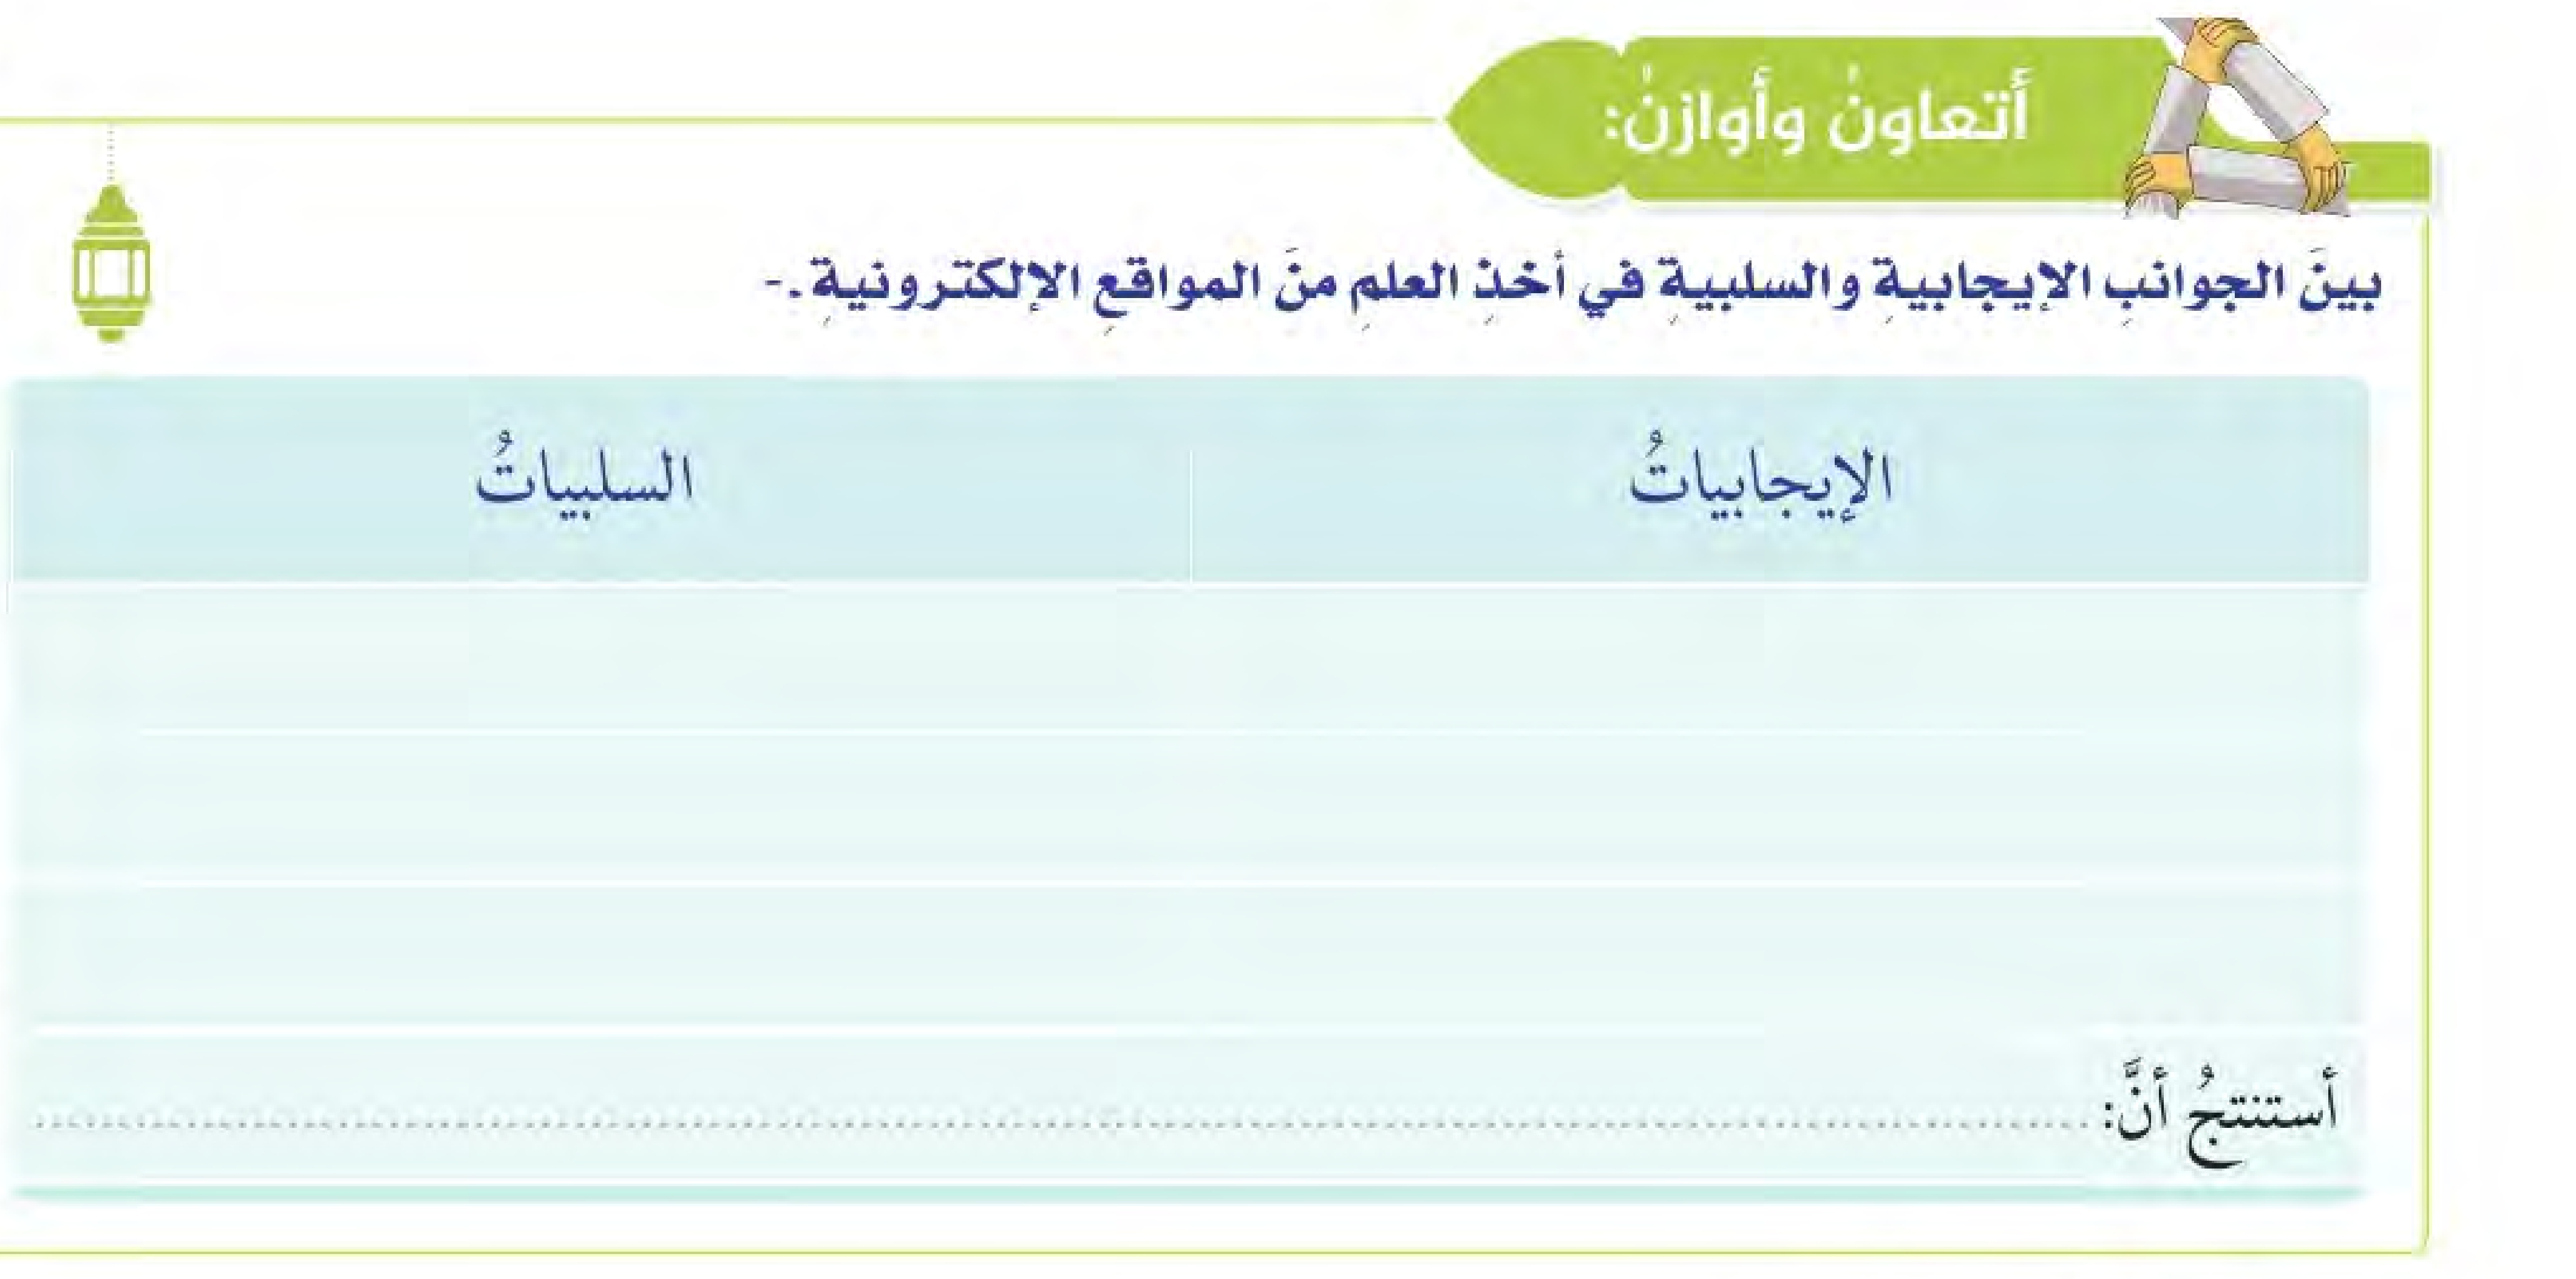 أتعاونُ وأوازنُ:
بينَ الجوانبِ الإيجابيةِ والسلبيةِ في أخذِ العلمِ منَ المواقعِ الإلكترونيةِ.-
الإيجابياتُ
السلبياتُ
أستنتجُ أنَّ: ........................................